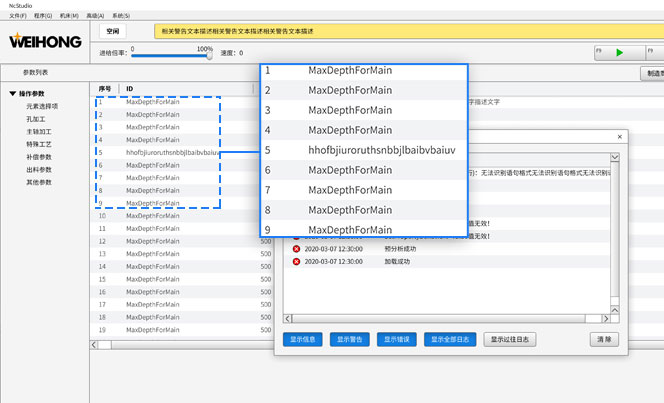 NcStudio
文件(F) 程序(G) 机床(M) 高级(A) 系统(S)
WEIHONG
空闲
相关警告文本描述相关警告文本描述相关警告文本描述
进给倍率: 0 100% 速度: 0
F9
F9
参数列表
制造商
序号 ID
操作参数
元素选择项
孔加工
主轴加工
特殊工艺
补偿参数
出料参数
其他参数
1 MaxDepthForMain
2 MaxDepthForMain
3 MaxDepthForMain
4 MaxDepthForMain
5 hhofbjiuroruthsnbbjlbaibvbaiuv
6 MaxDepthForMain
7 MaxDepthForMain
8 MaxDepthForMain
9 MaxDepthForMain
10 MaxDepthForMain
11 MaxDepthForMain
12 MaxDepthForMain 500
13 MaxDepthForMain 500
14 MaxDepthForMain 500
15 MaxDepthForMain 500
16 MaxDepthForMain 500
17 MaxDepthForMain 500
18 MaxDepthForMain 500
19 MaxDepthForMain 500
1 MaxDepthForMain
2 MaxDepthForMain
3 MaxDepthForMain
4 MaxDepthForMain
5 hhofbjiuroruthsnbbjlbaibvbaiuv
6 MaxDepthForMain
7 MaxDepthForMain
8 MaxDepthForMain
9 MaxDepthForMain
字描述文字
行): 无法识别语句格式无法识别语句格式无法识别语
值无效!
值无效!
2020-03-07 12:30:00 预分析成功
2020-03-07 12:30:00 加载成功
显示信息 显示警告 显示错误 显示全部日志 显示过往日志 清 除